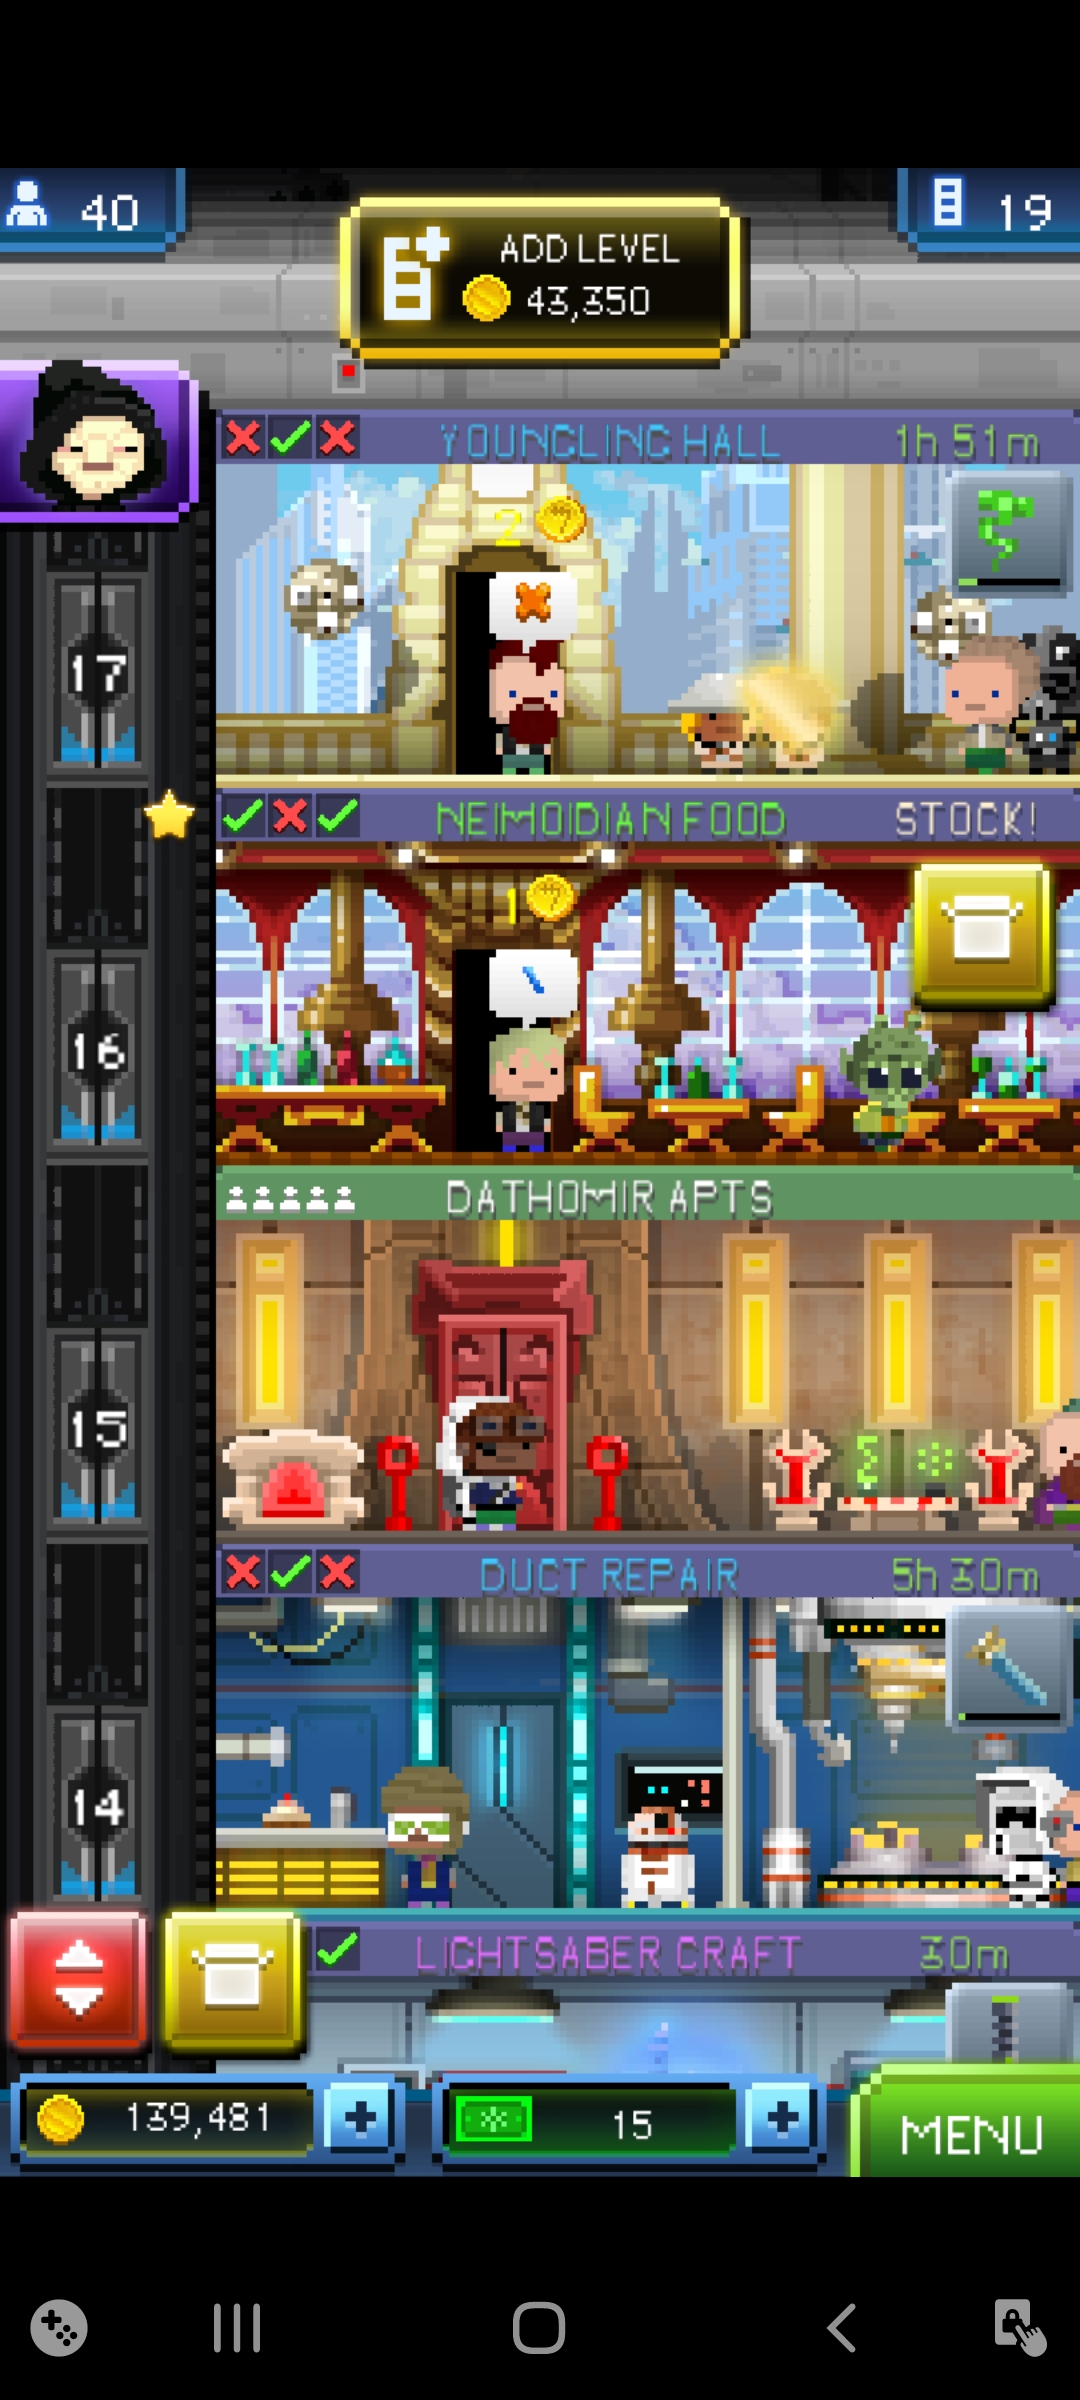 40
ADD LEVEL
43,350
19
YOUNGLING HALL
1h 51m
2
17
NEIMOIDIAN FOOD
STOCK!
1
16
DATHOMIR APTS
15
DUCT REPAIR
5h 30m
14
LIGHTSABER CRAFT
30m
139,481
15
MENU